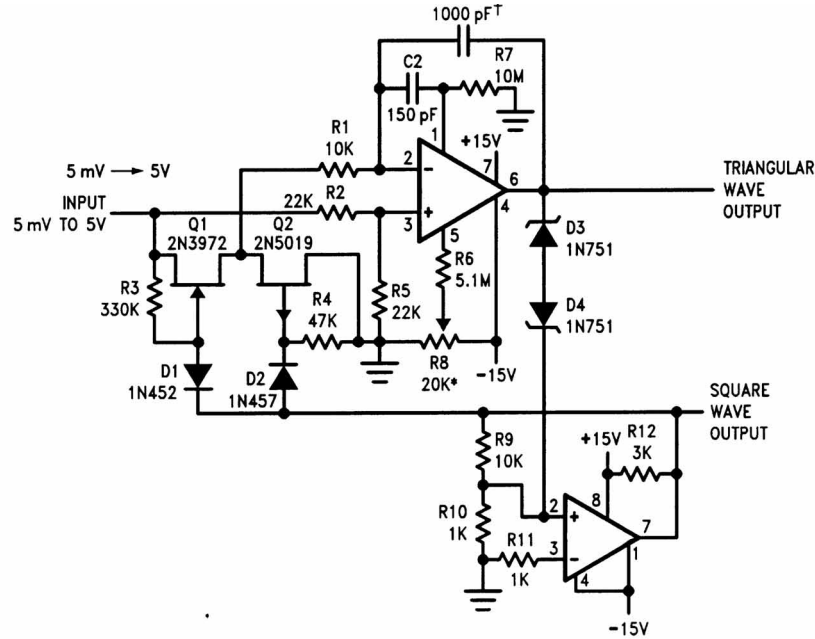 1000 pF†
C2
150 pF
R7
10M
R1
10K
1
+15V
5 mV → 5V
2
−
7
6
TRIANGULAR
WAVE
OUTPUT
INPUT
5 mV TO 5V
22K
R2
+
3
4
Q1
2N3972
Q2
2N5019
5
D3
1N751
R6
5.1M
R3
330K
R4
47K
R5
22K
D4
1N751
R8
20K*
−15V
D1
1N452
D2
1N457
SQUARE
WAVE
OUTPUT
R9
10K
+15V
R12
3K
R10
1K
2
+
8
7
R11
1K
3
−
1
4
−15V